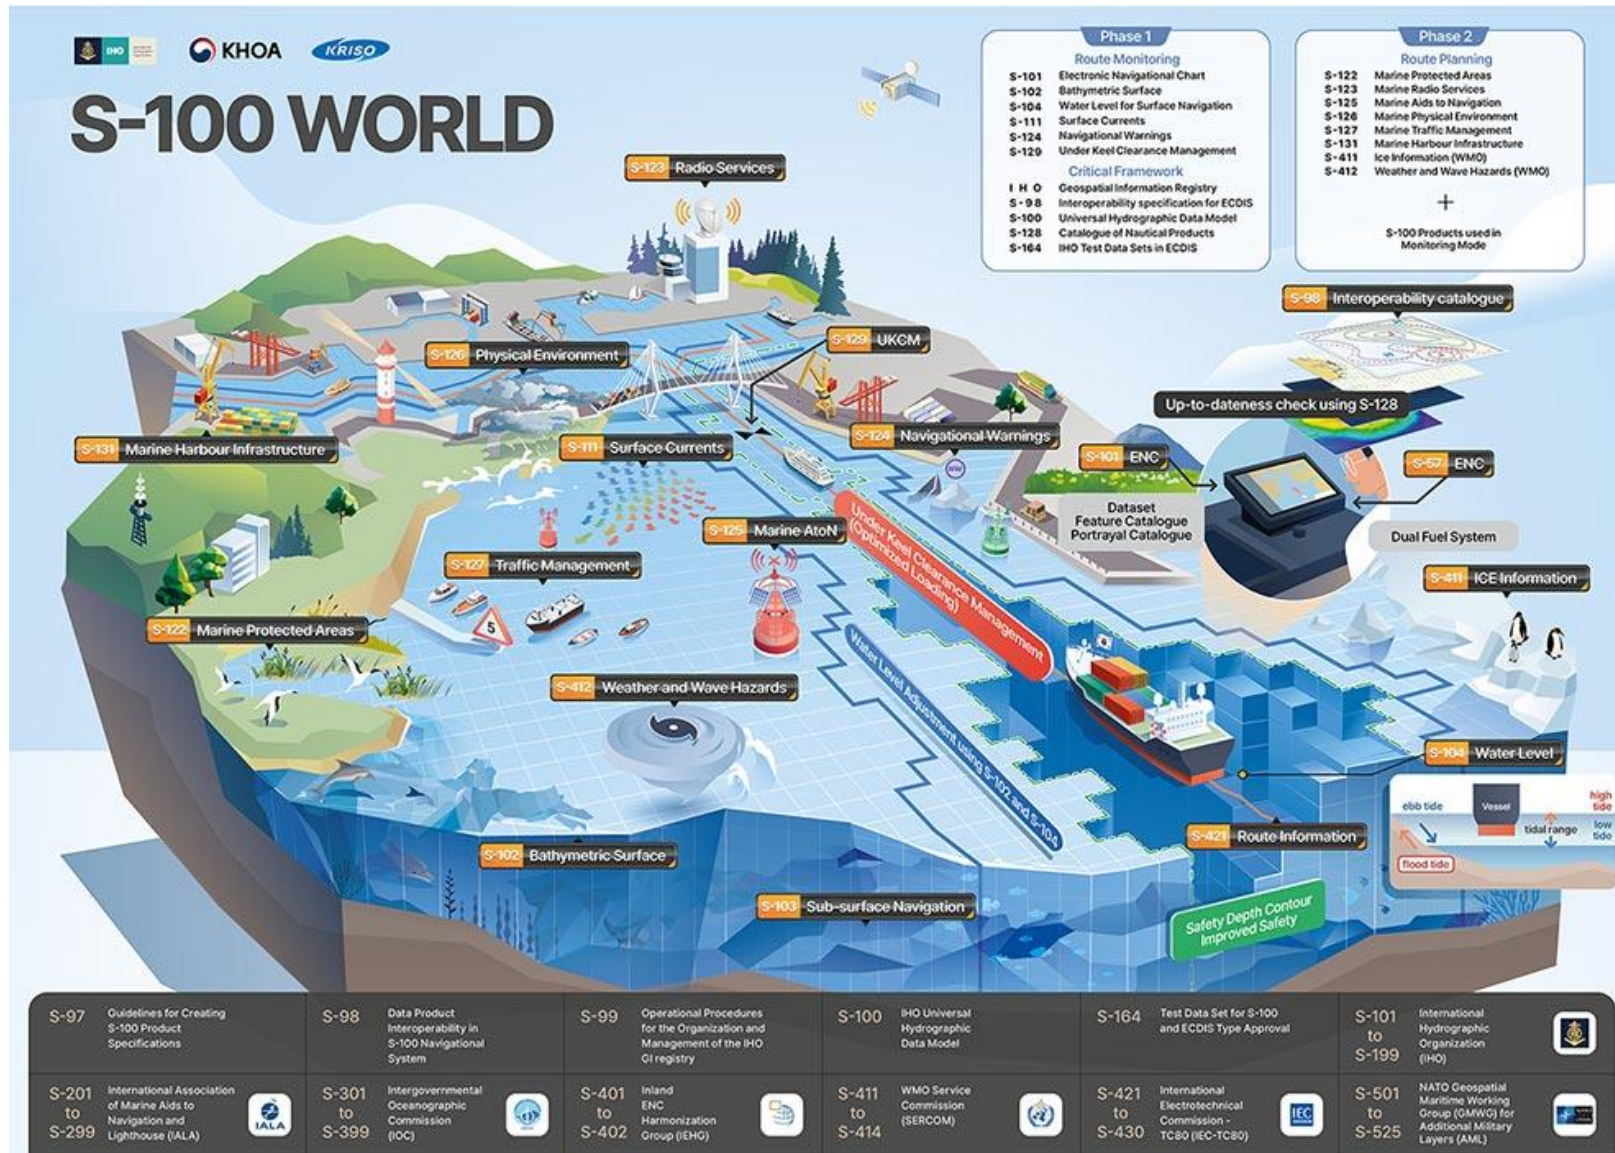 IHO
KHOA
KRISO
S-100 WORLD
Phase 1
Route Monitoring
S-101 Electronic Navigational Chart
S-102 Bathymetric Surface
S-104 Water Level for Surface Navigation
S-111 Surface Currents
S-124 Navigational Warnings
S-129 Under Keel Clearance Management
Critical Framework
I H O Geospatial Information Registry
S-98 Interoperability specification for ECDIS
S-100 Universal Hydrographic Data Model
S-128 Catalogue of Nautical Products
S-164 IHO Test Data Sets in ECDIS
Phase 2
Route Planning
S-122 Marine Protected Areas
S-123 Marine Radio Services
S-125 Marine Aids to Navigation
S-126 Marine Physical Environment
S-127 Marine Traffic Management
S-131 Marine Harbour Infrastructure
S-411 Ice Information (WMO)
S-412 Weather and Wave Hazards (WMO)
+
S-100 Products used in
Monitoring Mode
S-123 Radio Services
S-98 Interoperability catalogue
S-129 UKCM
S-126 Physical Environment
Up-to-dateness check using S-128
S-131 Marine Harbour Infrastructure
S-111 Surface Currents
S-124 Navigational Warnings
NW
S-101 ENC
S-57 ENC
Dataset
Feature Catalogue
Portrayal Catalogue
Dual Fuel System
S-125 Marine AtoN
Under Keel Clearance Management
(Optimized Loading)
S-127 Traffic Management
5
S-411 ICE Information
S-122 Marine Protected Areas
S-412 Weather and Wave Hazards
Water Level Adjustment using S-102 and S-104
S-104 Water Level
ebb tide
Vessel
high
tide
tidal range
low
tide
flood tide
S-421 Route Information
S-102 Bathymetric Surface
S-103 Sub-surface Navigation
Safety Depth Contour
Improved Safety
S-97 Guidelines for Creating
S-100 Product
Specifications
S-98 Data Product
Interoperability in
S-100 Navigational
System
S-99 Operational Procedures
for the Organization and
Management of the IHO
GI registry
S-100 IHO Universal
Hydrographic
Data Model
S-164 Test Data Set for S-100
and ECDIS Type Approval
S-101
to
S-199
International
Hydrographic
Organization
(IHO)
S-201
to
S-299
International Association
of Marine Aids to
Navigation and
Lighthouse (IALA)
IALA
S-301
to
S-399
Intergovernmental
Oceanographic
Commission
(IOC)
S-401
to
S-402
Inland
ENC
Harmonization
Group (IEHG)
S-411
to
S-414
WMO Service
Commission
(SERCOM)
S-421
to
S-430
International
Electrotechnical
Commission -
TC80 (IEC-TC80)
IEC
S-501
to
S-525
NATO Geospatial
Maritime Working
Group (GMWG) for
Additional Military
Layers (AML)